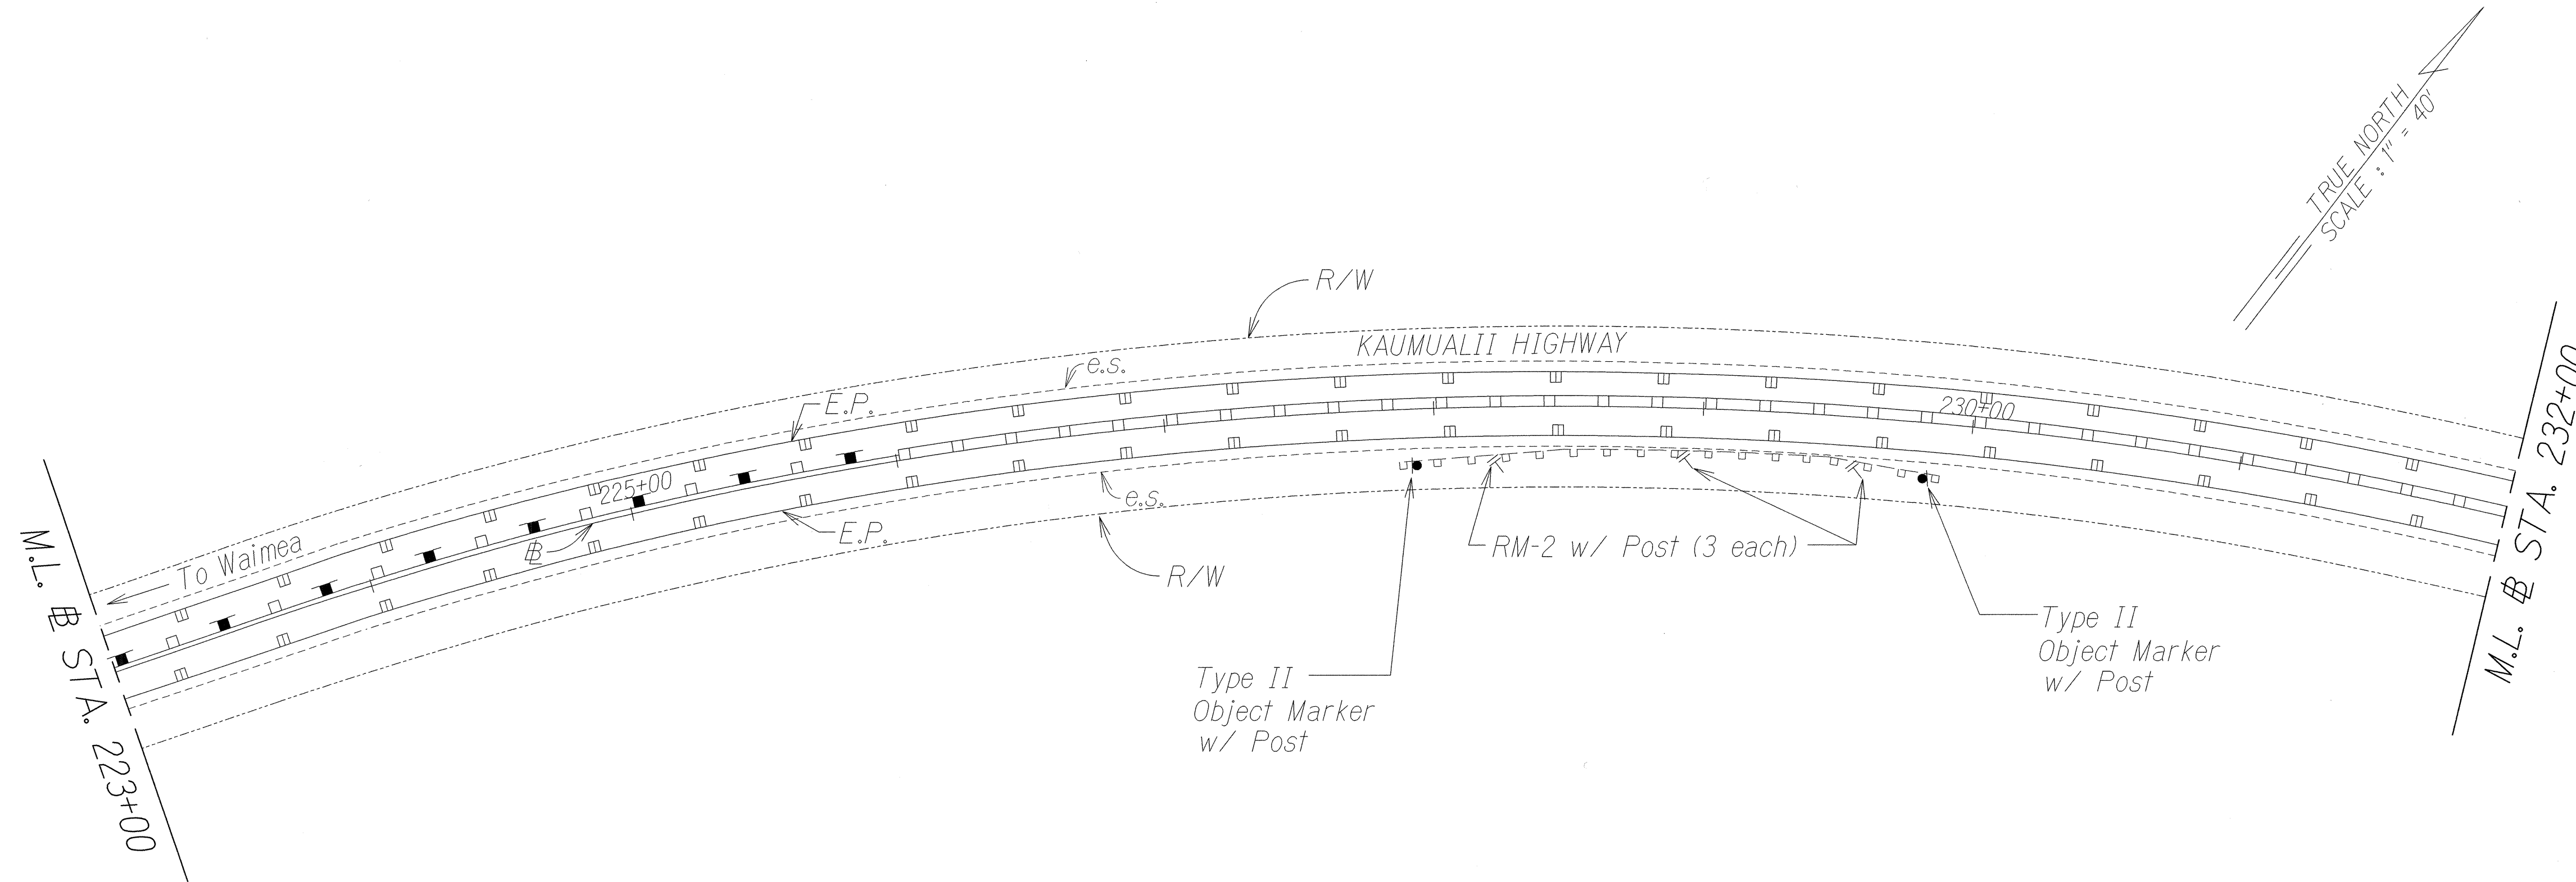 TRUE NORTH
SCALE : 1" = 40'
R/W
KAUMUALII HIGHWAY
e.s.
E.P.
230+00
225+00
e.s.
E.P.
R/W
RM-2 w/ Post (3 each)
To Waimea
M.L. ⅊ STA. 223+00
M.L. ⅊ STA. 232+00
Type II
Object Marker
w/ Post
Type II
Object Marker
w/ Post